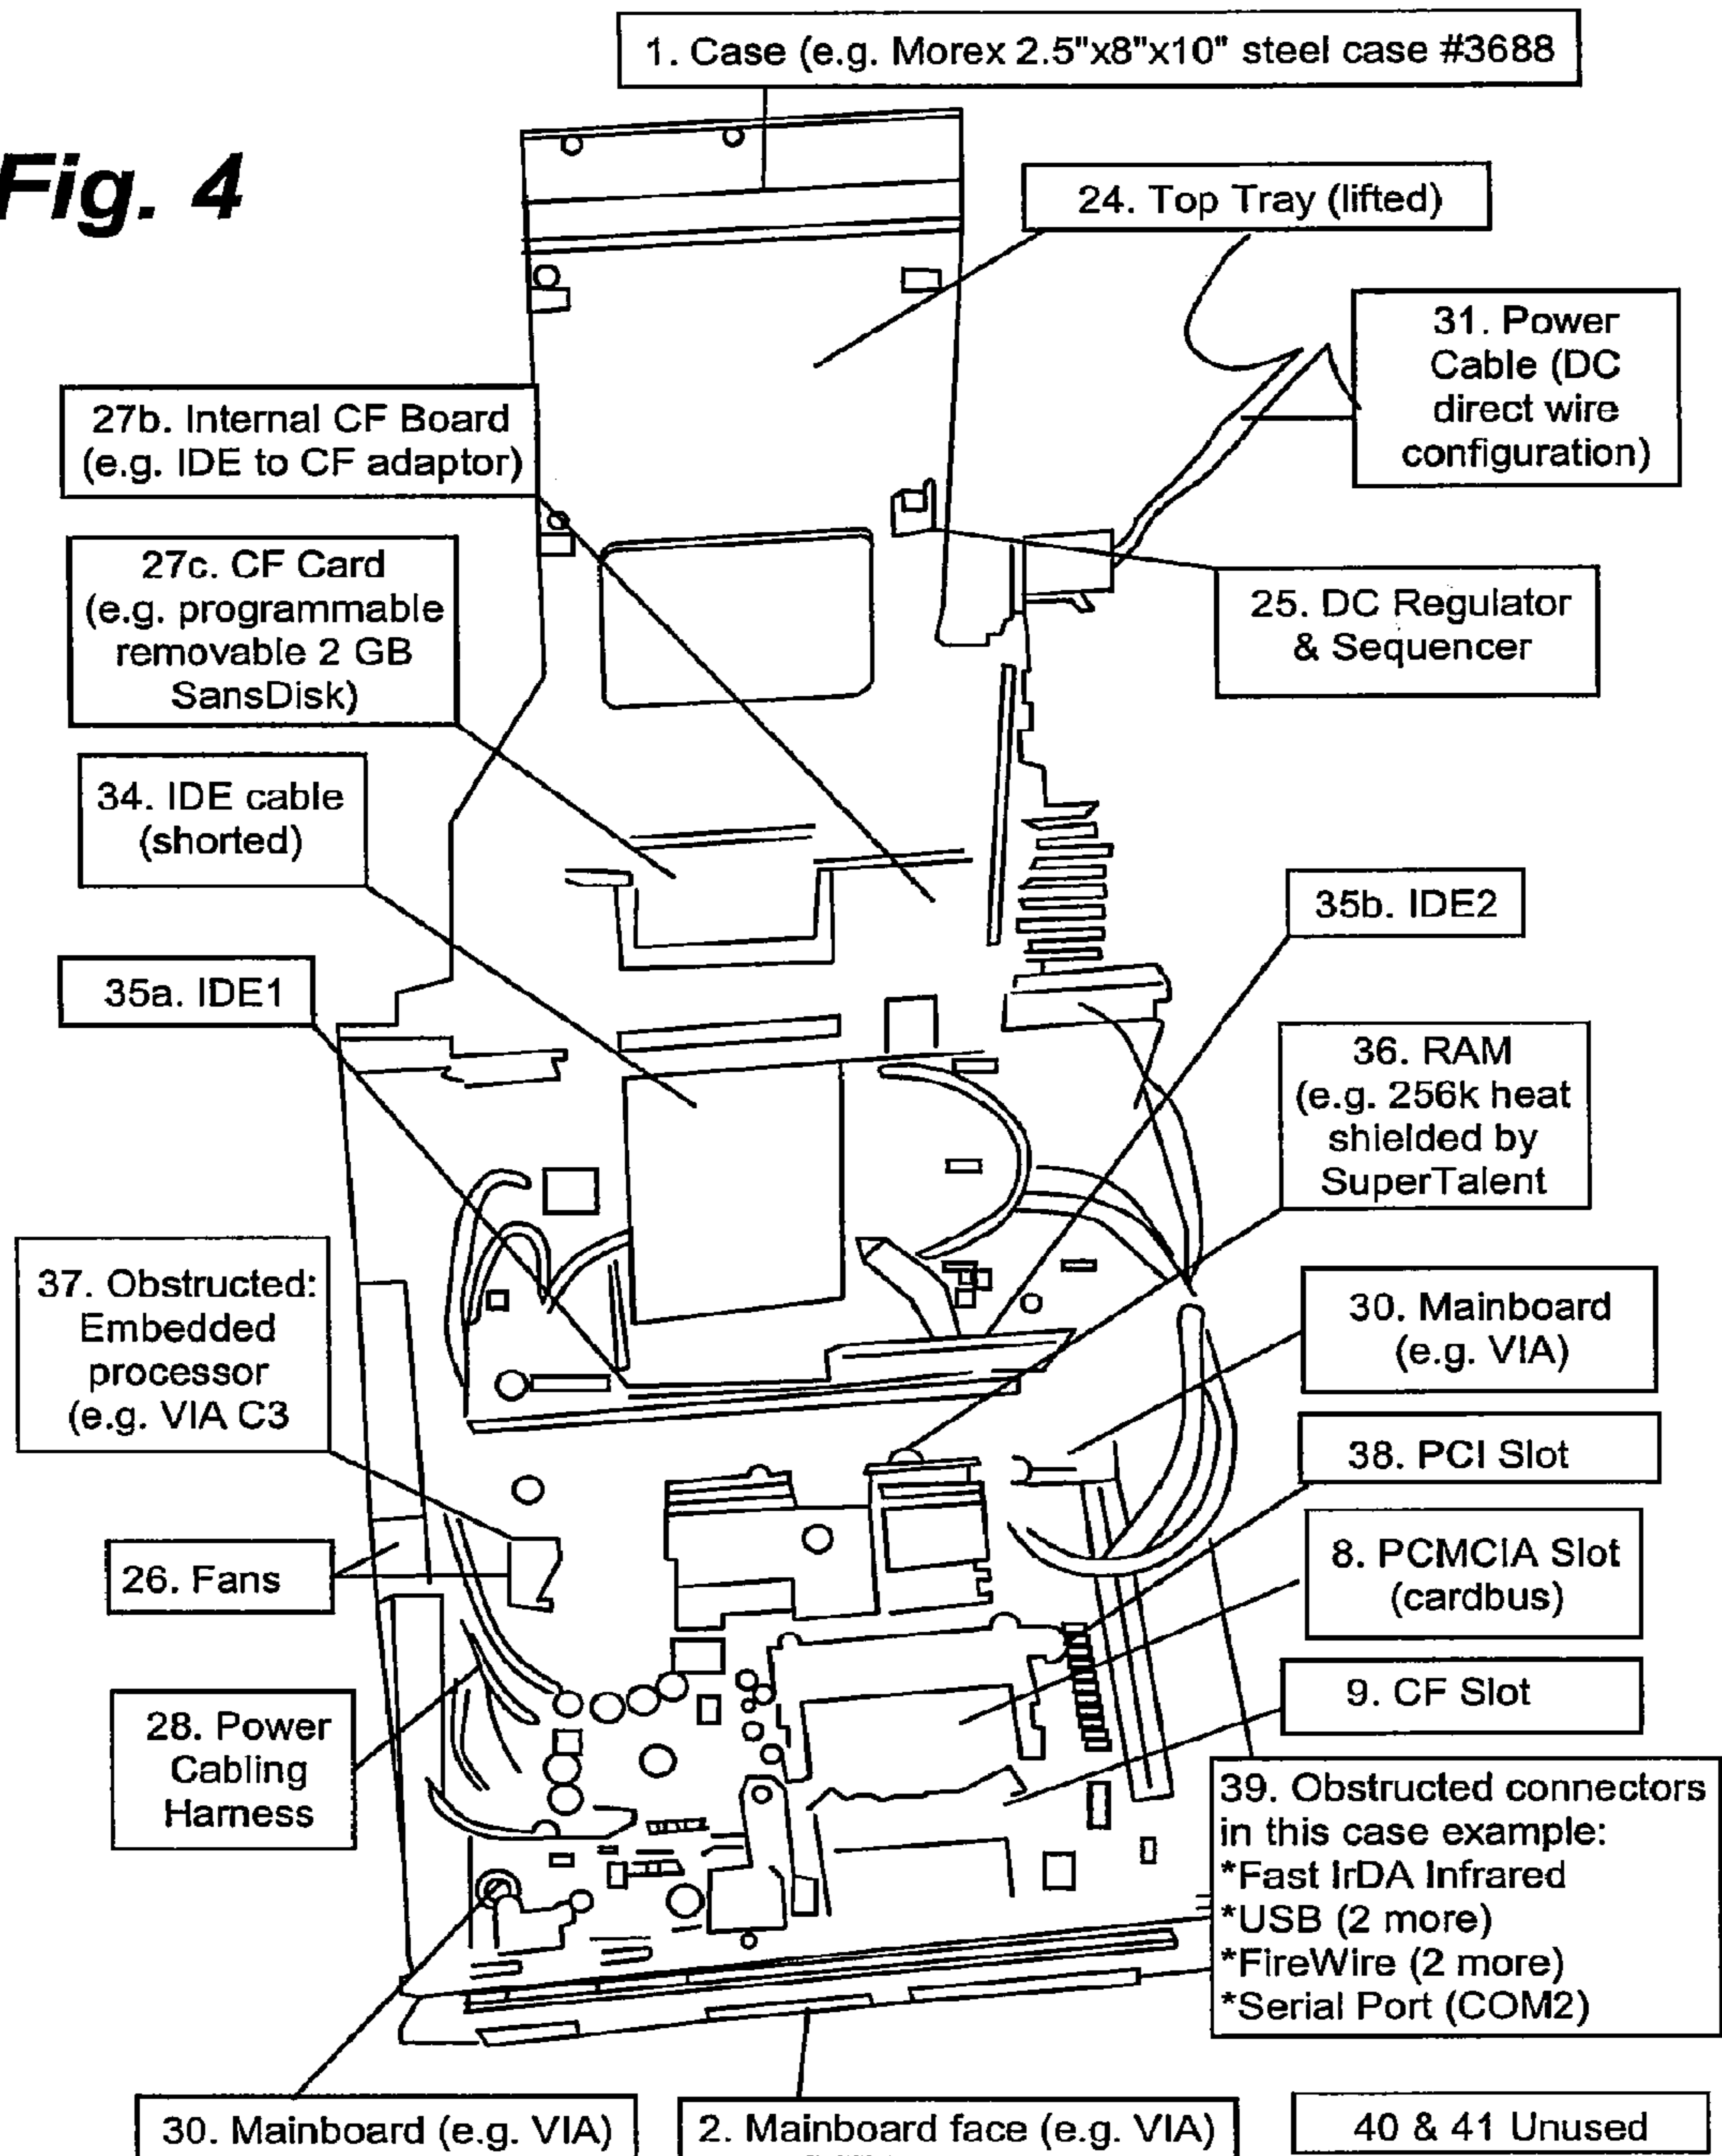 Fig. 4
1. Case (e.g. Morex 2.5"x8"x10" steel case #3688
24. Top Tray (lifted)
31. Power
Cable (DC
direct wire
configuration)
27b. Internal CF Board
(e.g. IDE to CF adaptor)
27c. CF Card
(e.g. programmable
removable 2 GB
SansDisk)
25. DC Regulator
& Sequencer
34. IDE cable
(shorted)
35b. IDE2
35a. IDE1
36. RAM
(e.g. 256k heat
shielded by
SuperTalent
37. Obstructed:
Embedded
processor
(e.g. VIA C3
30. Mainboard
(e.g. VIA)
38. PCI Slot
26. Fans
8. PCMCIA Slot
(cardbus)
28. Power
Cabling
Harness
9. CF Slot
39. Obstructed connectors
in this case example:
*Fast IrDA Infrared
*USB (2 more)
*FireWire (2 more)
*Serial Port (COM2)
30. Mainboard (e.g. VIA)
2. Mainboard face (e.g. VIA)
40 & 41 Unused